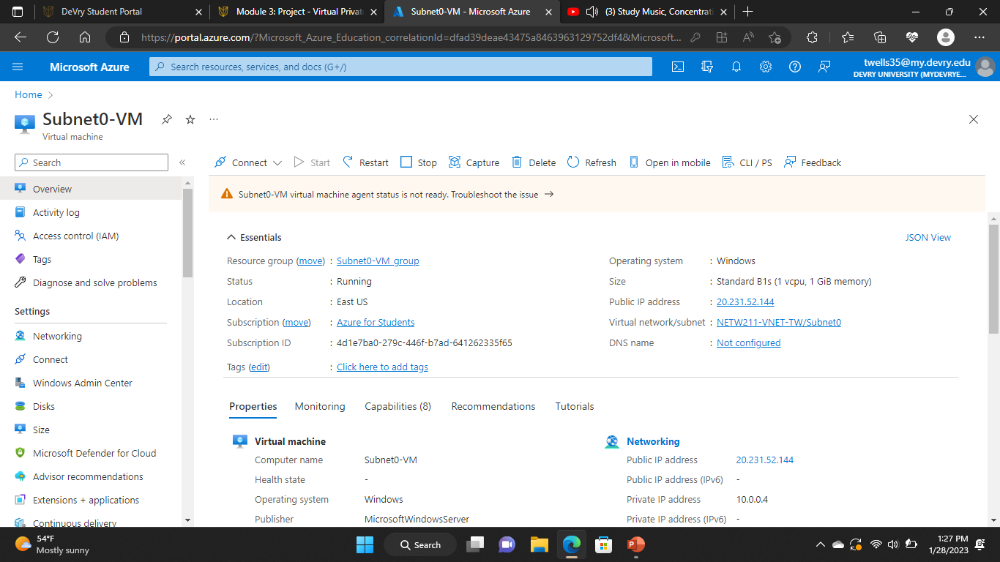 DeVry Student Portal
Module 3: Project - Virtual Privat
Subnet0-VM - Microsoft Azure
(3) Study Music, Concentrati
https://portal.azure.com/?Microsoft_Azure_Education_correlationId=dfad39deae43475a8463963129752df4&Microsoft...
Microsoft Azure
Search resources, services, and docs (G+/)
twells35@my.devry.edu
DEVRY UNIVERSITY (MYDEVRYE...
Home
Subnet0-VM
Virtual machine
Search
Connect Start Restart Stop Capture Delete Refresh Open in mobile CLI / PS Feedback
Overview
Activity log
Access control (IAM)
Tags
Diagnose and solve problems
Settings
Networking
Connect
Windows Admin Center
Disks
Size
Microsoft Defender for Cloud
Advisor recommendations
Extensions + applications
Continuous delivery
Subnet0-VM virtual machine agent status is not ready. Troubleshoot the issue →
Essentials
JSON View
Resource group (move) : Subnet0-VM_group
Status : Running
Location : East US
Subscription (move) : Azure for Students
Subscription ID : 4d1e7ba0-279c-446f-b7ad-641262335f65
Tags (edit) : Click here to add tags
Operating system : Windows
Size : Standard B1s (1 vcpu, 1 GiB memory)
Public IP address : 20.231.52.144
Virtual network/subnet : NETW211-VNET-TW/Subnet0
DNS name : Not configured
Properties Monitoring Capabilities (8) Recommendations Tutorials
Virtual machine
Computer name Subnet0-VM
Health state -
Operating system Windows
Publisher MicrosoftWindowsServer
Networking
Public IP address 20.231.52.144
Public IP address (IPv6) -
Private IP address 10.0.0.4
Private IP address (IPv6) -
54°F
Mostly sunny
Search
1:27 PM
1/28/2023